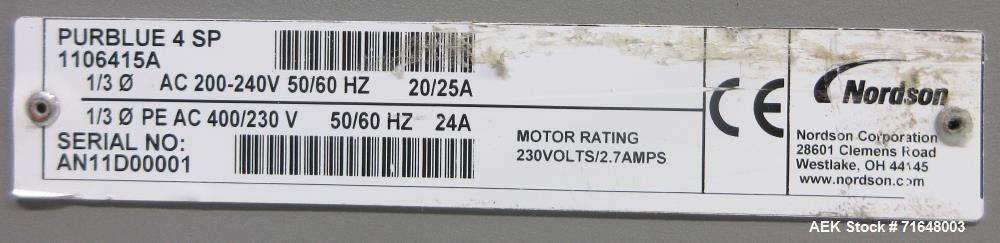 PURBLUE 4 SP
1106415A
1/3 Ø AC 200-240V 50/60 HZ 20/25A
1/3 Ø PE AC 400/230 V 50/60 HZ 24A
SERIAL NO:
AN11D00001
MOTOR RATING
230VOLTS/2.7AMPS
CE
Nordson
Nordson Corporation
28601 Clemens Road
Westlake, OH 44145
www.nordson.com
AEK Stock # 71648003